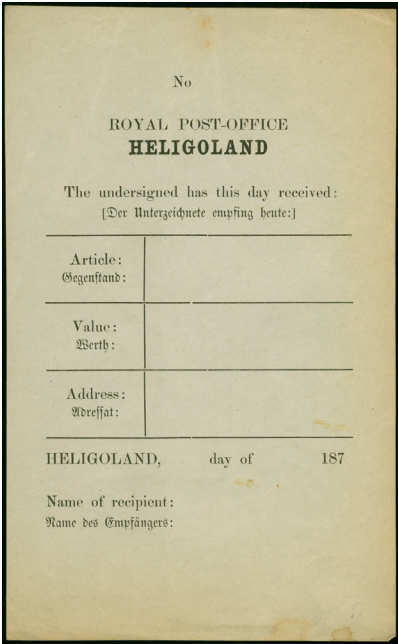 No
ROYAL POST-OFFICE
HELIGOLAND
The undersigned has this day received:
[Der Unterzeichnete empfing heute:]
Article:
Gegenstand:
Value:
Werth:
Address:
Adressat:
HELIGOLAND, day of 187
Name of recipient:
Name des Empfängers: